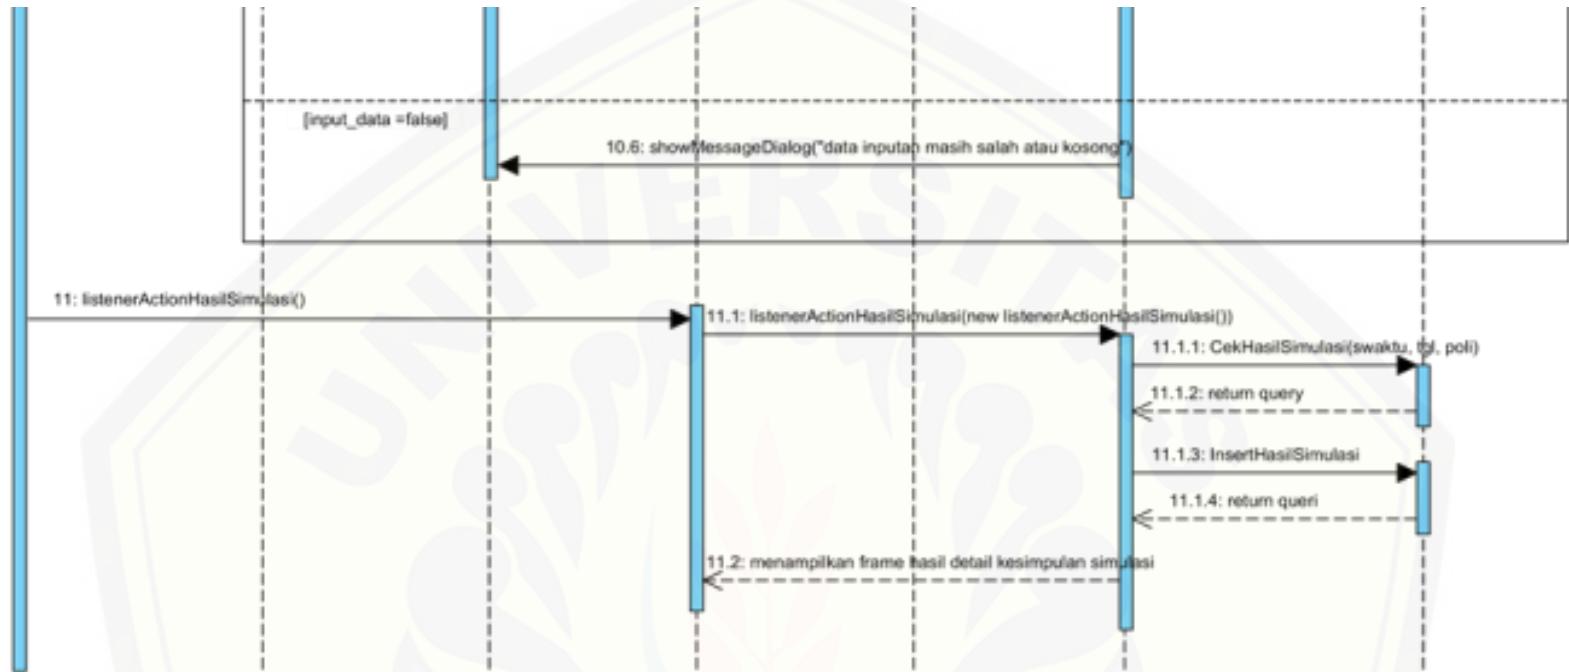 [input_data =false]
10.6: showMessageDialog("data inputan masih salah atau kosong")
UNIVERSITAS
11: listenerActionHasilSimulasi()
11.1: listenerActionHasilSimulasi(new listenerActionHasilSimulasi())
11.1.1: CekHasilSimulasi(swaktu, tgl, poli)
11.1.2: return query
11.1.3: InsertHasilSimulasi
11.1.4: return queri
11.2: menampilkan frame hasil detail kesimpulan simulasi